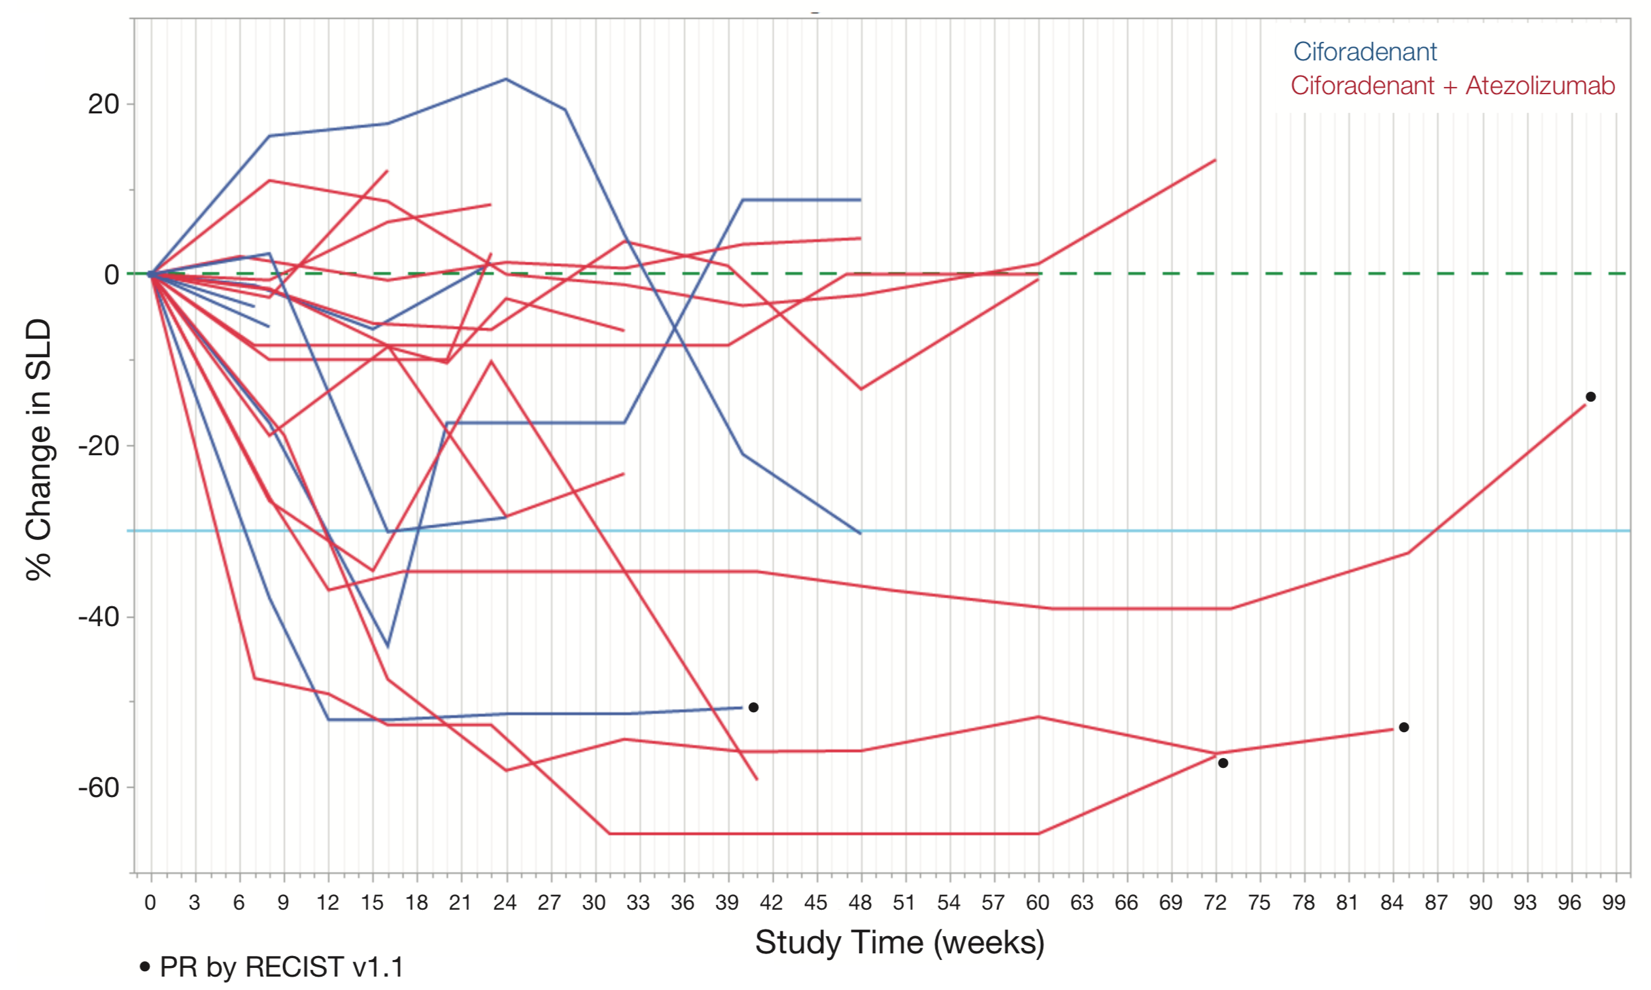 Ciforadenant
Ciforadenant + Atezolizumab
20
0
-20
-40
-60
% Change in SLD
0 3 6 9 12 15 18 21 24 27 30 33 36 39 42 45 48 51 54 57 60 63 66 69 72 75 78 81 84 87 90 93 96 99
Study Time (weeks)
• PR by RECIST v1.1